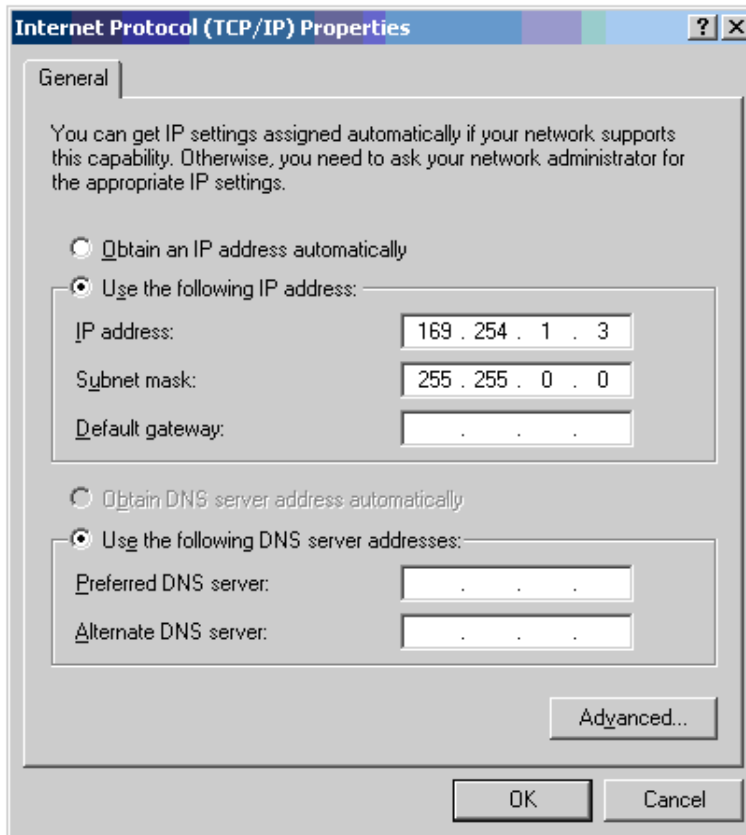 Internet Protocol (TCP/IP) Properties
General
You can get IP settings assigned automatically if your network supports
this capability. Otherwise, you need to ask your network administrator for
the appropriate IP settings.
Obtain an IP address automatically
Use the following IP address:
IP address: 169 . 254 . 1 . 3
Subnet mask: 255 . 255 . 0 . 0
Default gateway: . . .
Obtain DNS server address automatically
Use the following DNS server addresses:
Preferred DNS server: . . .
Alternate DNS server: . . .
Advanced...
OK Cancel